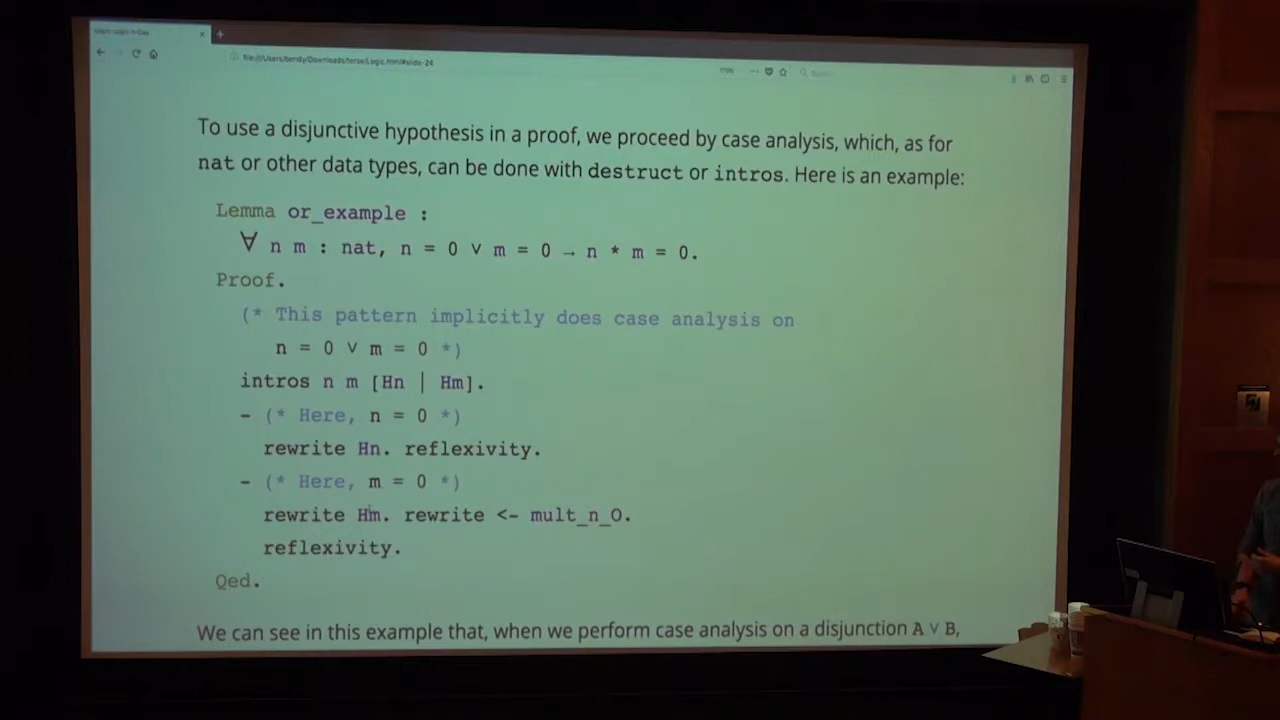 To use a disjunctive hypothesis in a proof, we proceed by case analysis, which, as for
nat or other data types, can be done with destruct or intros. Here is an example:
Lemma or_example :
∀ n m : nat, n = 0 ∨ m = 0 → n * m = 0.
Proof.
(* This pattern implicitly does case analysis on
n = 0 ∨ m = 0 *)
intros n m [Hn | Hm].
- (* Here, n = 0 *)
rewrite Hn. reflexivity.
- (* Here, m = 0 *)
rewrite Hm. rewrite <- mult_n_O.
reflexivity.
Qed.
We can see in this example that, when we perform case analysis on a disjunction A ∨ B,